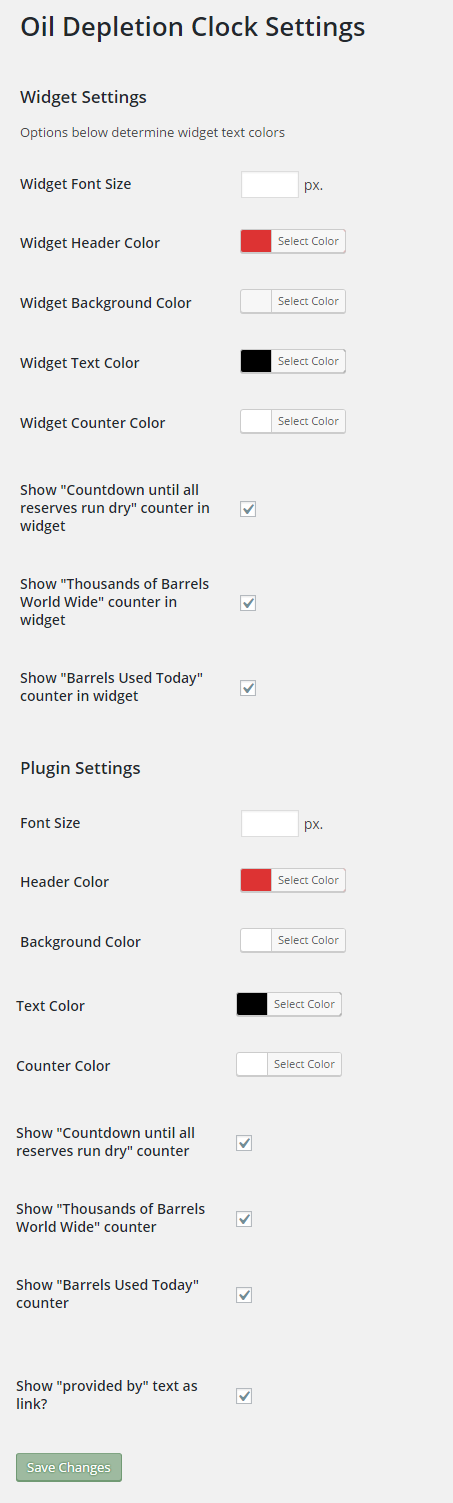 Oil Depletion Clock Settings
Widget Settings
Options below determine widget text colors
Widget Font Size
px.
Widget Header Color
Select Color
Widget Background Color
Select Color
Widget Text Color
Select Color
Widget Counter Color
Select Color
Show "Countdown until all
reserves run dry" counter in
widget
Show "Thousands of Barrels
World Wide" counter in
widget
Show "Barrels Used Today"
counter in widget
Plugin Settings
Font Size
px.
Header Color
Select Color
Background Color
Select Color
Text Color
Select Color
Counter Color
Select Color
Show "Countdown until all
reserves run dry" counter
Show "Thousands of Barrels
World Wide" counter
Show "Barrels Used Today"
counter
Show "provided by" text as
link?
Save Changes